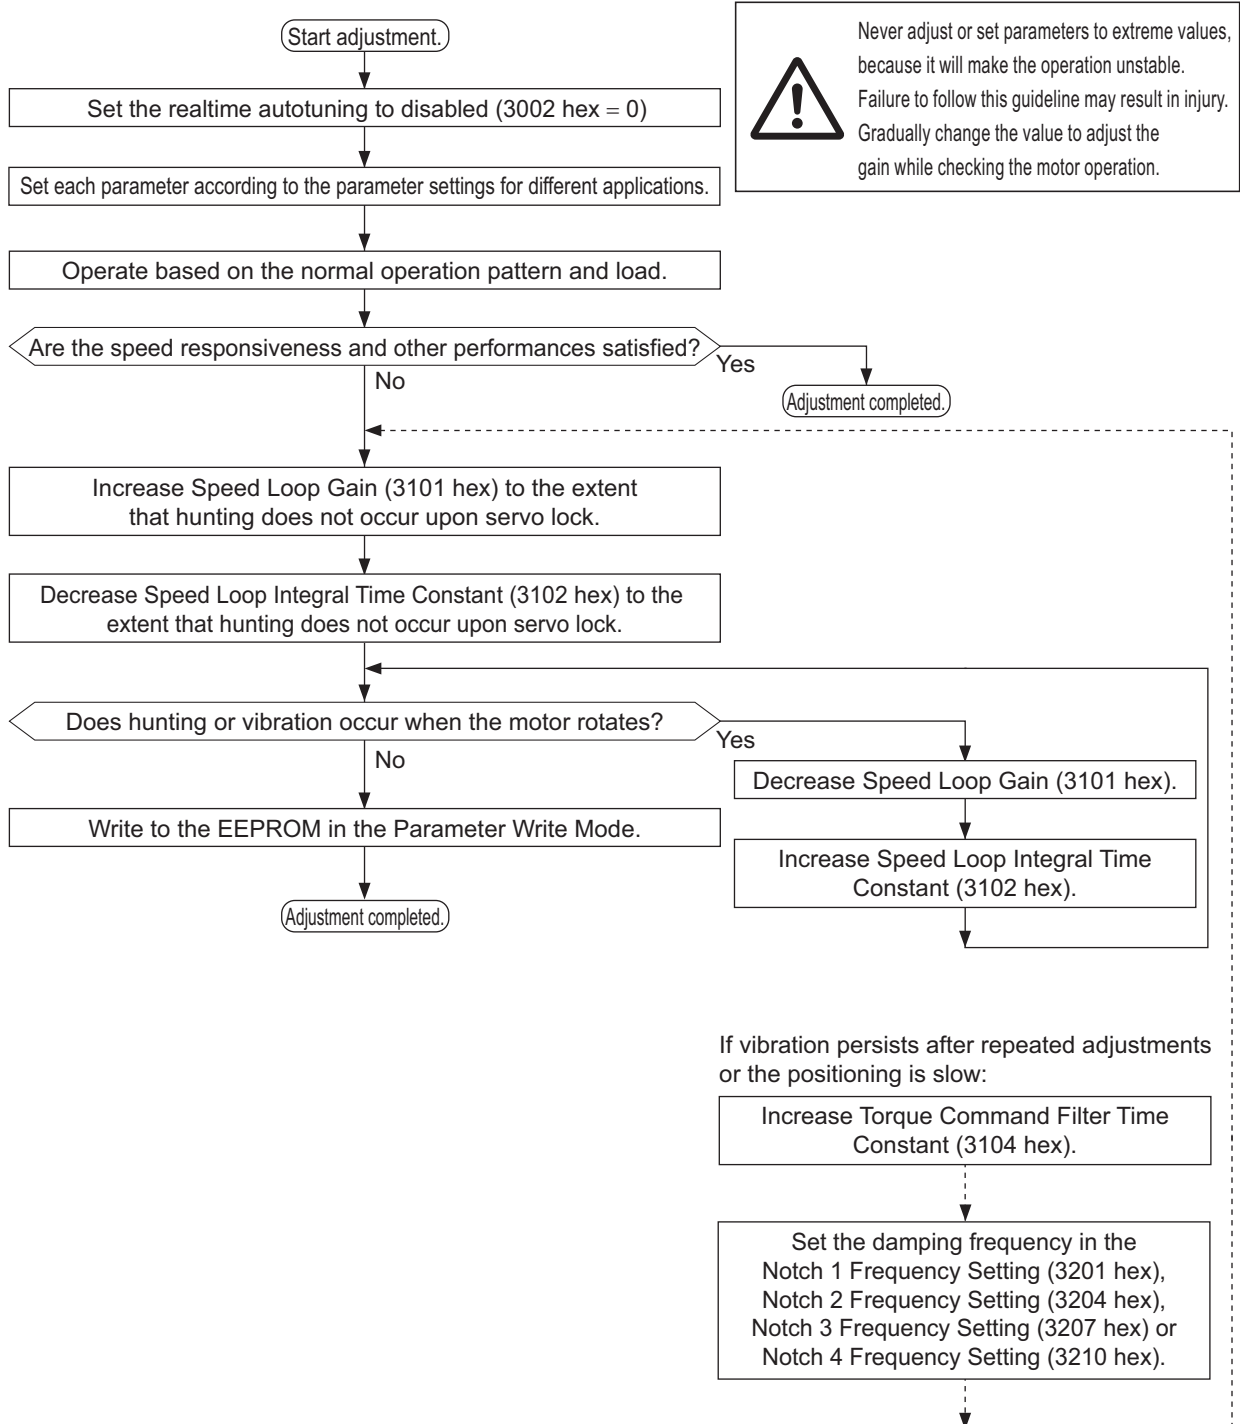 Start adjustment.
Never adjust or set parameters to extreme values,
because it will make the operation unstable.
Failure to follow this guideline may result in injury.
Gradually change the value to adjust the
gain while checking the motor operation.
Set the realtime autotuning to disabled (3002 hex = 0)
Set each parameter according to the parameter settings for different applications.
Operate based on the normal operation pattern and load.
Are the speed responsiveness and other performances satisfied?
Yes
No
Adjustment completed.
Increase Speed Loop Gain (3101 hex) to the extent
that hunting does not occur upon servo lock.
Decrease Speed Loop Integral Time Constant (3102 hex) to the
extent that hunting does not occur upon servo lock.
Does hunting or vibration occur when the motor rotates?
Yes
No
Decrease Speed Loop Gain (3101 hex).
Write to the EEPROM in the Parameter Write Mode.
Increase Speed Loop Integral Time
Constant (3102 hex).
Adjustment completed.
If vibration persists after repeated adjustments
or the positioning is slow:
Increase Torque Command Filter Time
Constant (3104 hex).
Set the damping frequency in the
Notch 1 Frequency Setting (3201 hex),
Notch 2 Frequency Setting (3204 hex),
Notch 3 Frequency Setting (3207 hex) or
Notch 4 Frequency Setting (3210 hex).